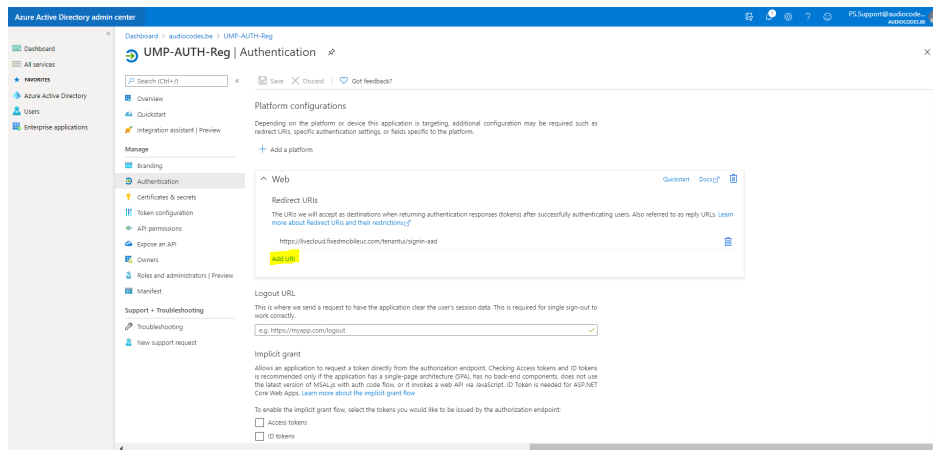 Azure Active Directory admin center
PS.Support@audiocode...
AUDIOCODES.BE
Dashboard > audiocodes.be > UMP-AUTH-Reg
UMP-AUTH-Reg | Authentication
Dashboard
All services
FAVORITES
Azure Active Directory
Users
Enterprise applications
Search (Ctrl+/)
Overview
Quickstart
Integration assistant | Preview
Manage
Branding
Authentication
Certificates & secrets
Token configuration
API permissions
Expose an API
Owners
Roles and administrators | Preview
Manifest
Support + Troubleshooting
Troubleshooting
New support request
Save Discard Got feedback?
Platform configurations
Depending on the platform or device this application is targeting, additional configuration may be required such as
redirect URIs, specific authentication settings, or fields specific to the platform.
Add a platform
Web
Quickstart Docs
Redirect URIs
The URIs we will accept as destinations when returning authentication responses (tokens) after successfully authenticating users. Also referred to as reply URLs. Learn
more about Redirect URIs and their restrictions
https://livecloud.fixedmobileuc.com/tenantui/signin-aad
Add URI
Logout URL
This is where we send a request to have the application clear the user's session data. This is required for single sign-out to
work correctly.
e.g. https://myapp.com/logout
Implicit grant
Allows an application to request a token directly from the authorization endpoint. Checking Access tokens and ID tokens
is recommended only if the application has a single-page architecture (SPA), has no back-end components, does not use
the latest version of MSAL.js with auth code flow, or it invokes a web API via JavaScript. ID Token is needed for ASP.NET
Core Web Apps. Learn more about the implicit grant flow
To enable the implicit grant flow, select the tokens you would like to be issued by the authorization endpoint:
Access tokens
ID tokens